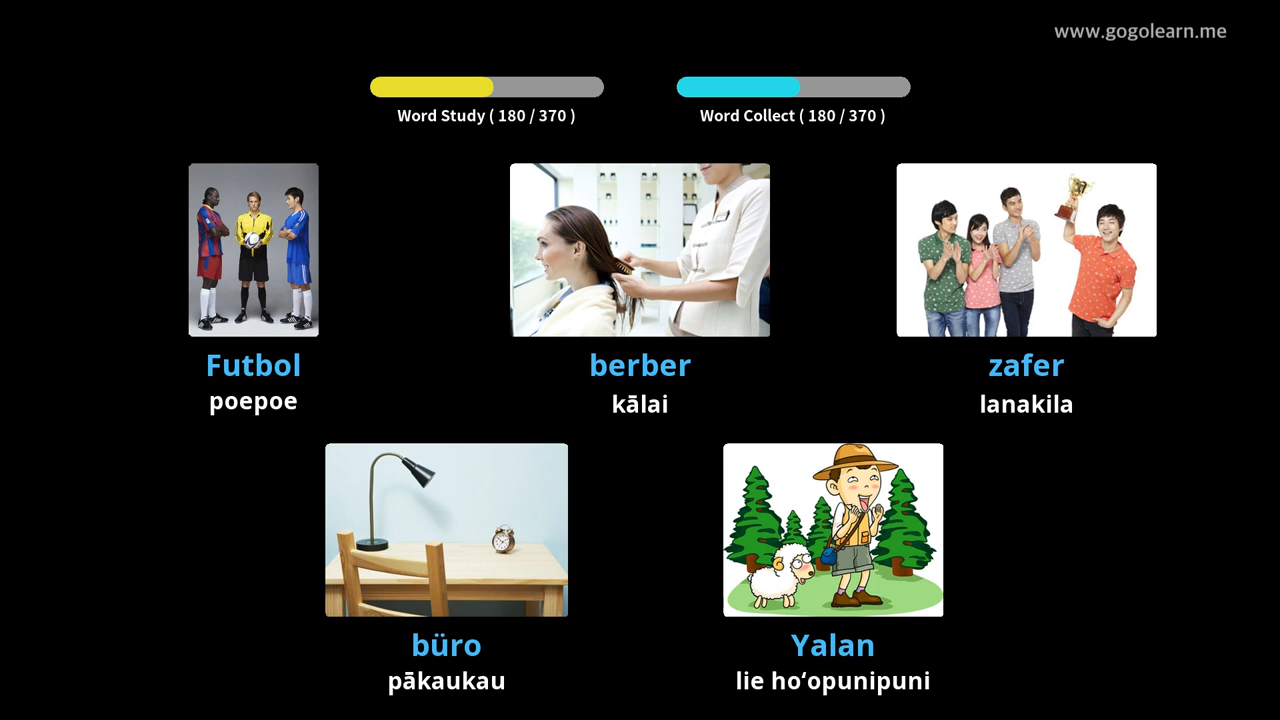 www.gogolearn.me
Word Study ( 180 / 370 )
Word Collect ( 180 / 370 )
Futbol
poepoe
berber
kālai
zafer
lanakila
büro
pākaukau
Yalan
lie hoʻopunipuni